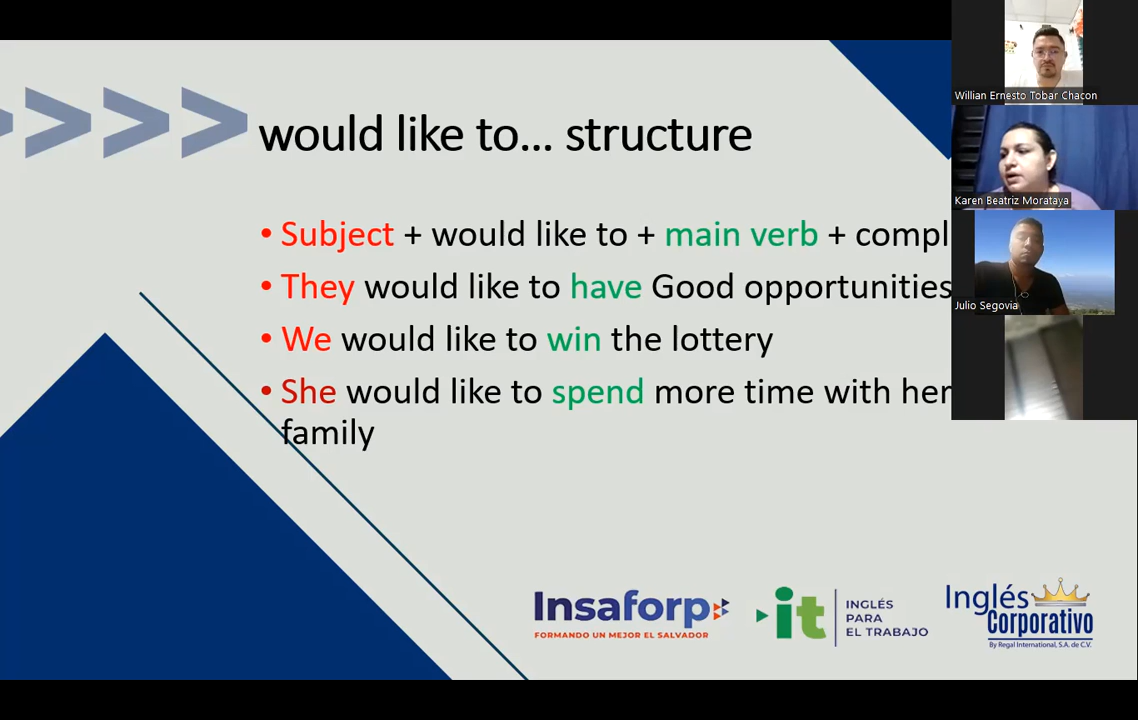 would like to... structure
• Subject + would like to + main verb + compl
• They would like to have Good opportunities
• We would like to win the lottery
• She would like to spend more time with her
family
Willian Ernesto Tobar Chacon
Karen Beatriz Morataya
Julio Segovia
Insaforp
FORMANDO UN MEJOR EL SALVADOR
it
INGLÉS
PARA
EL TRABAJO
Inglés
Corporativo
By Regal International, S.A. de C.V.